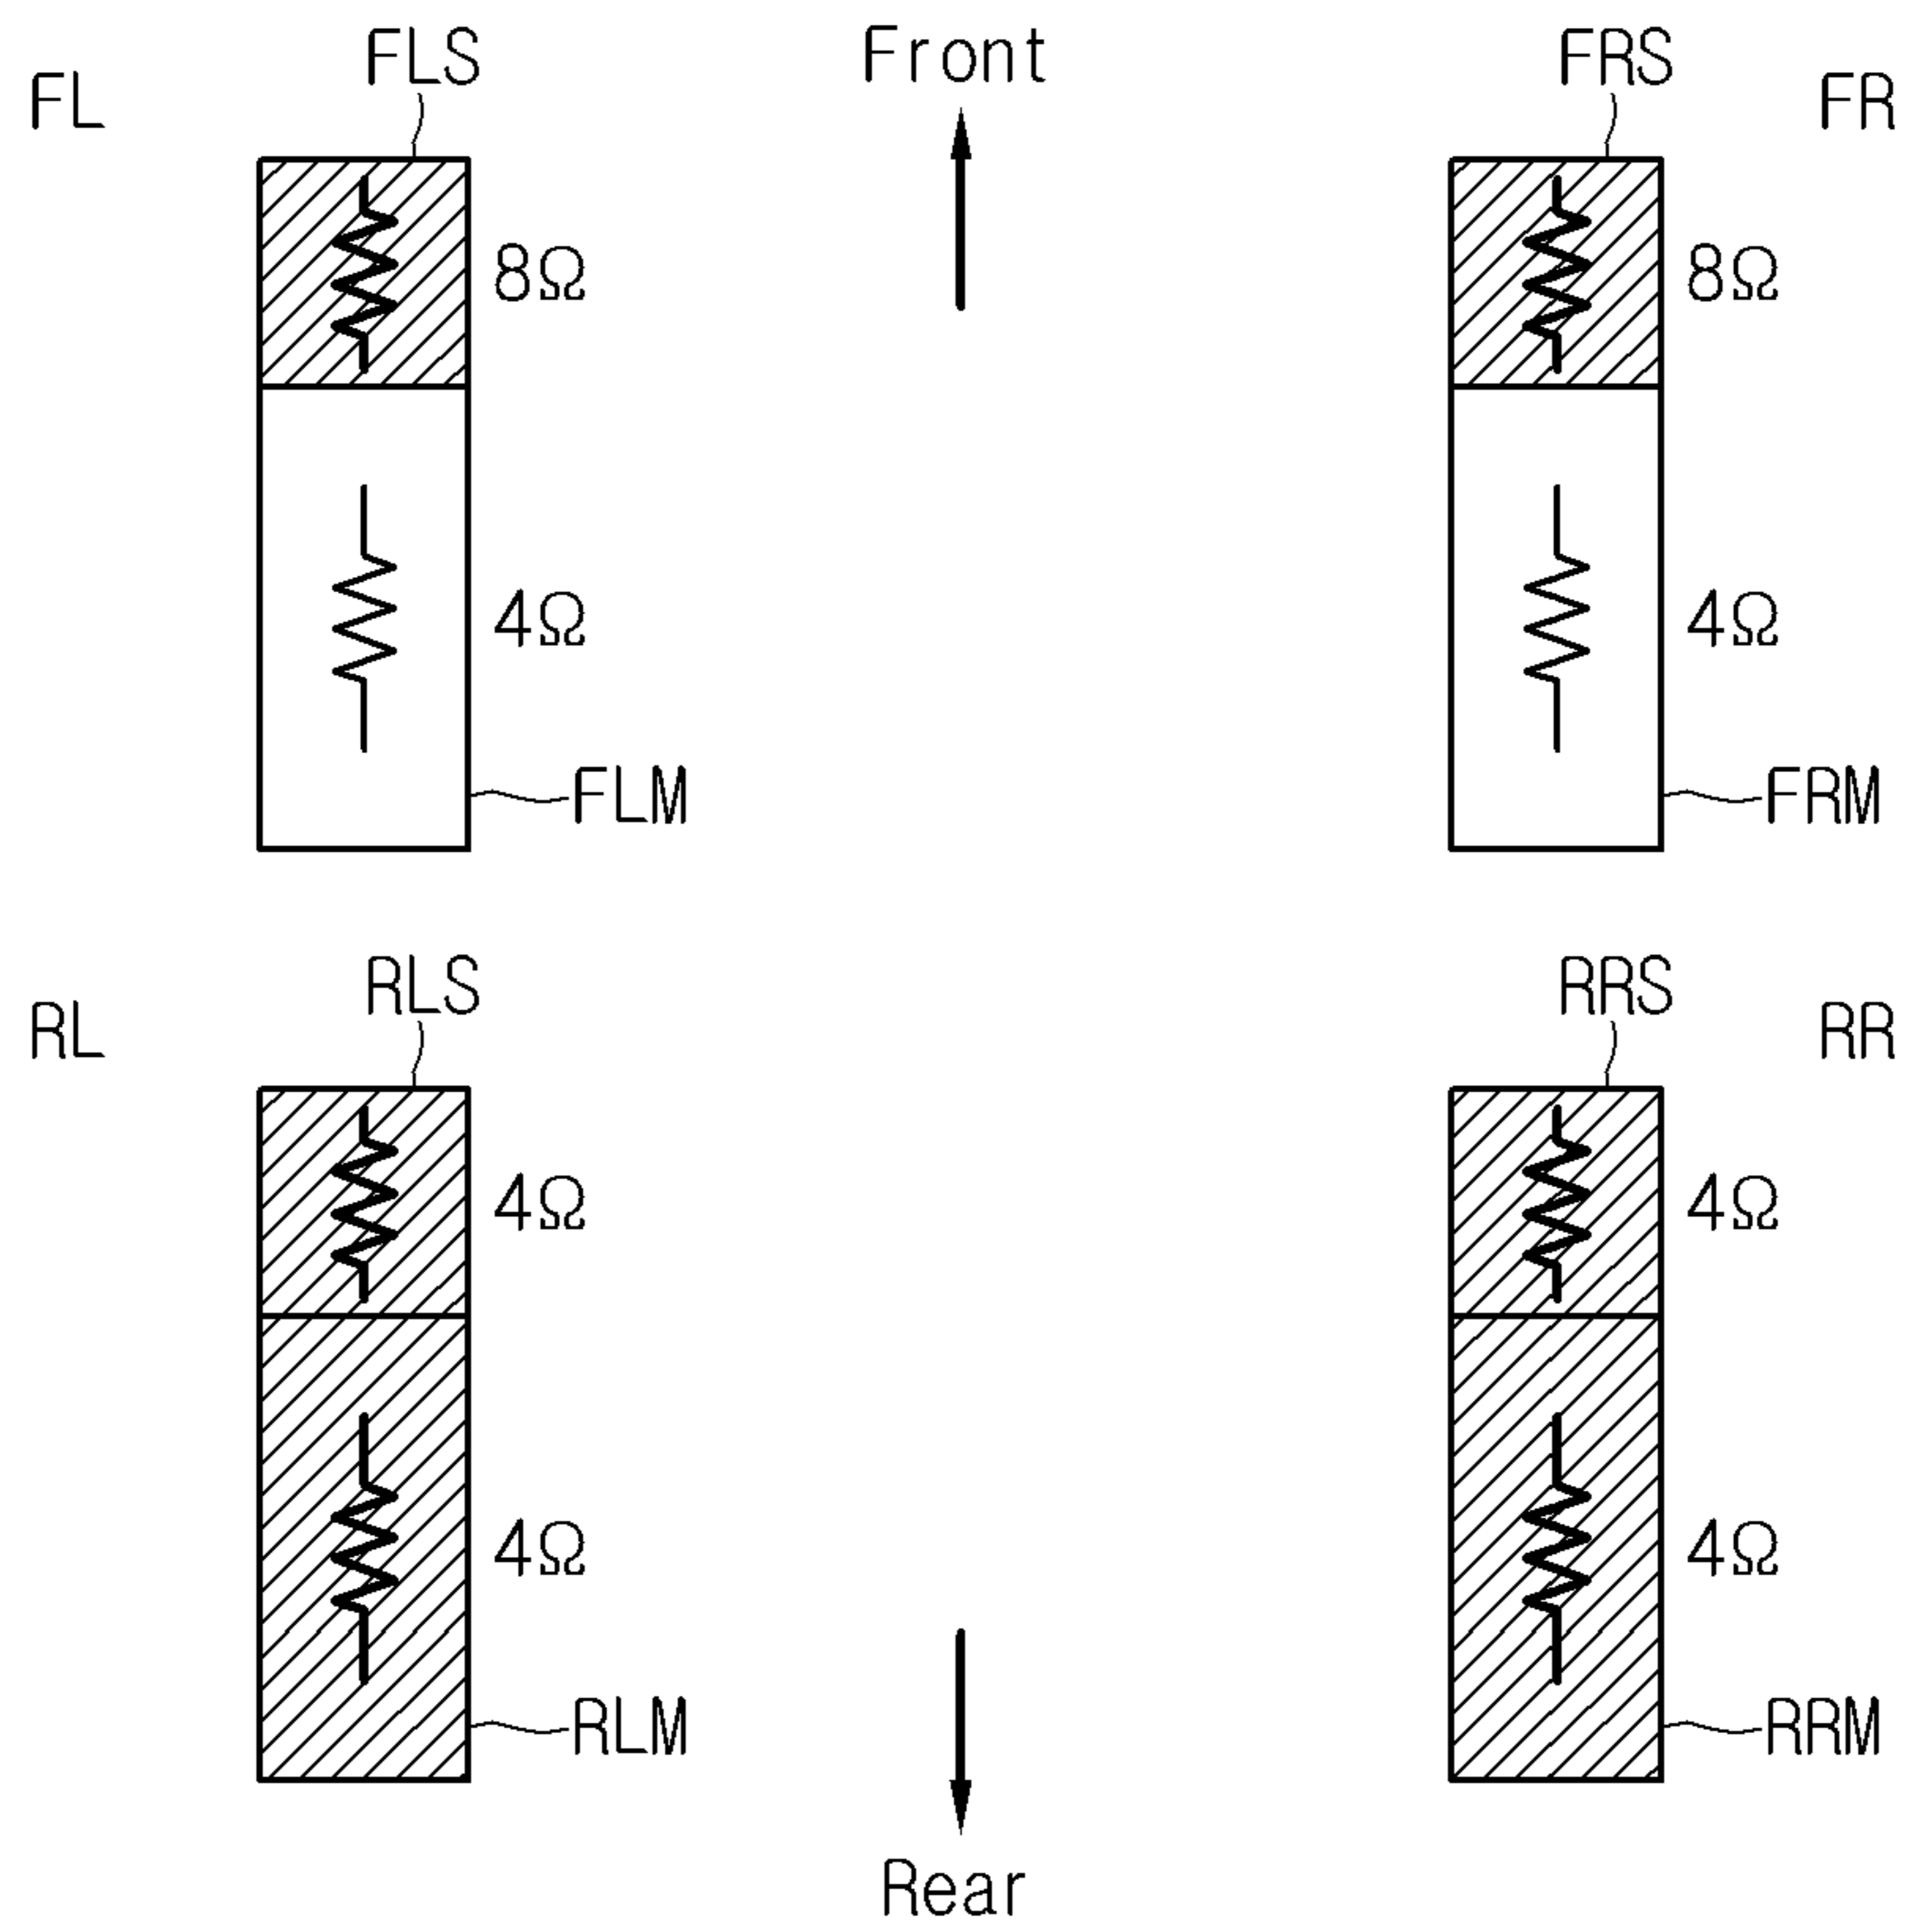 FLS Front FRS
FL FR
8Ω 8Ω
4Ω 4Ω
FLM FRM
RLS RRS
RL RR
4Ω 4Ω
4Ω 4Ω
RLM RRM
Rear